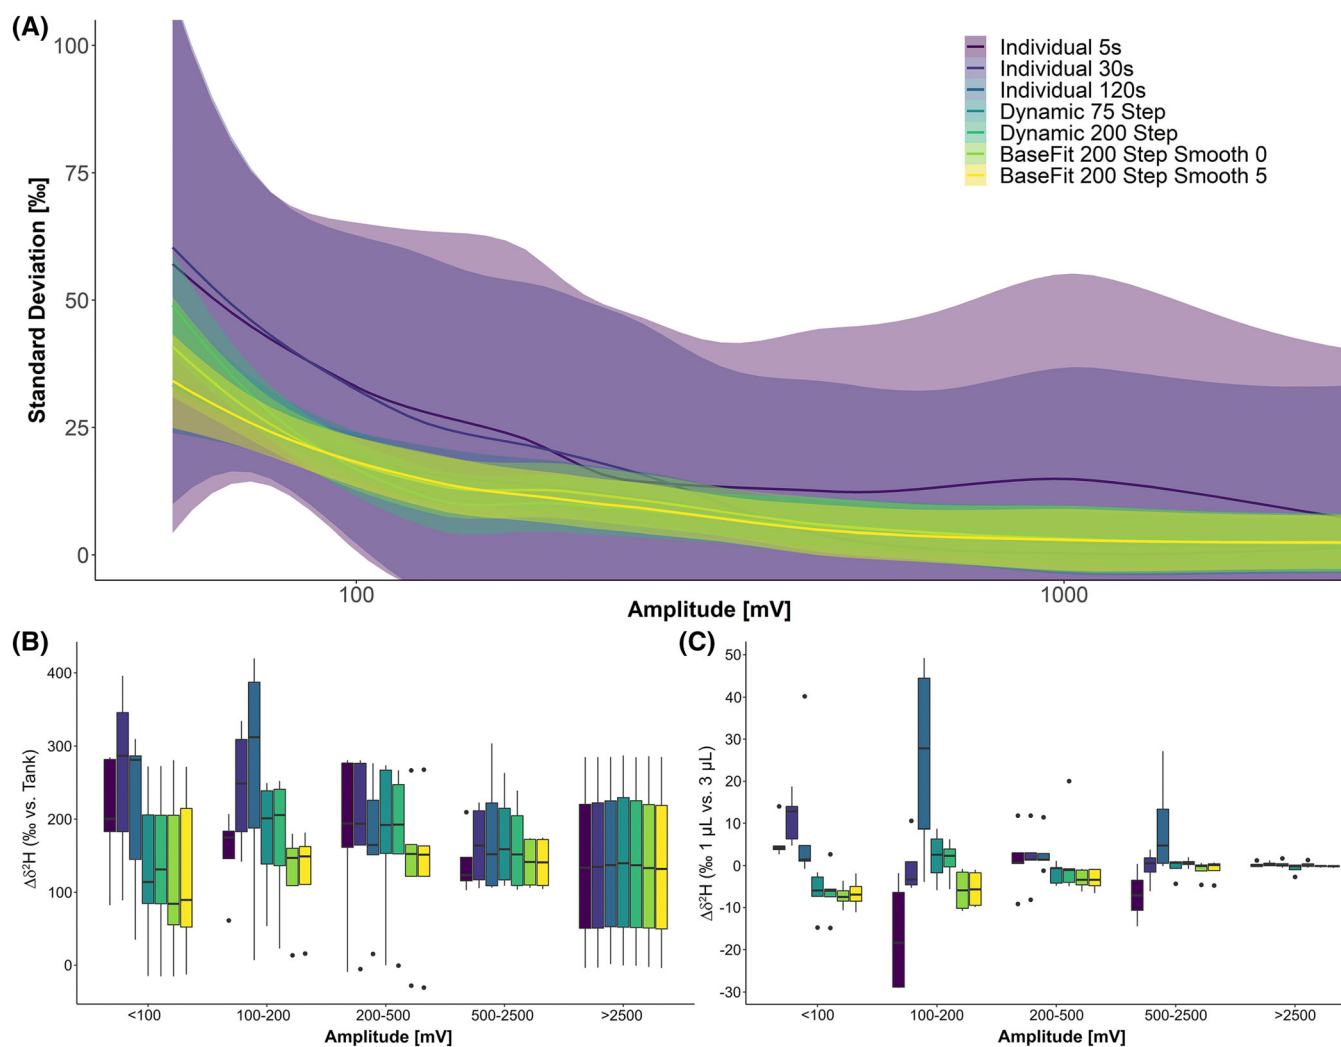 (A)
Standard Deviation [‰]
100
75
50
25
0
Individual 5s
Individual 30s
Individual 120s
Dynamic 75 Step
Dynamic 200 Step
BaseFit 200 Step Smooth 0
BaseFit 200 Step Smooth 5
100
1000
Amplitude [mV]
(B)
Δδ²H (‰ vs. Tank)
400
300
200
100
0
<100
100-200
200-500
500-2500
>2500
Amplitude [mV]
(C)
Δδ²H (‰ 1 µL vs. 3 µL)
50
40
30
20
10
0
-10
-20
-30
<100
100-200
200-500
500-2500
>2500
Amplitude [mV]